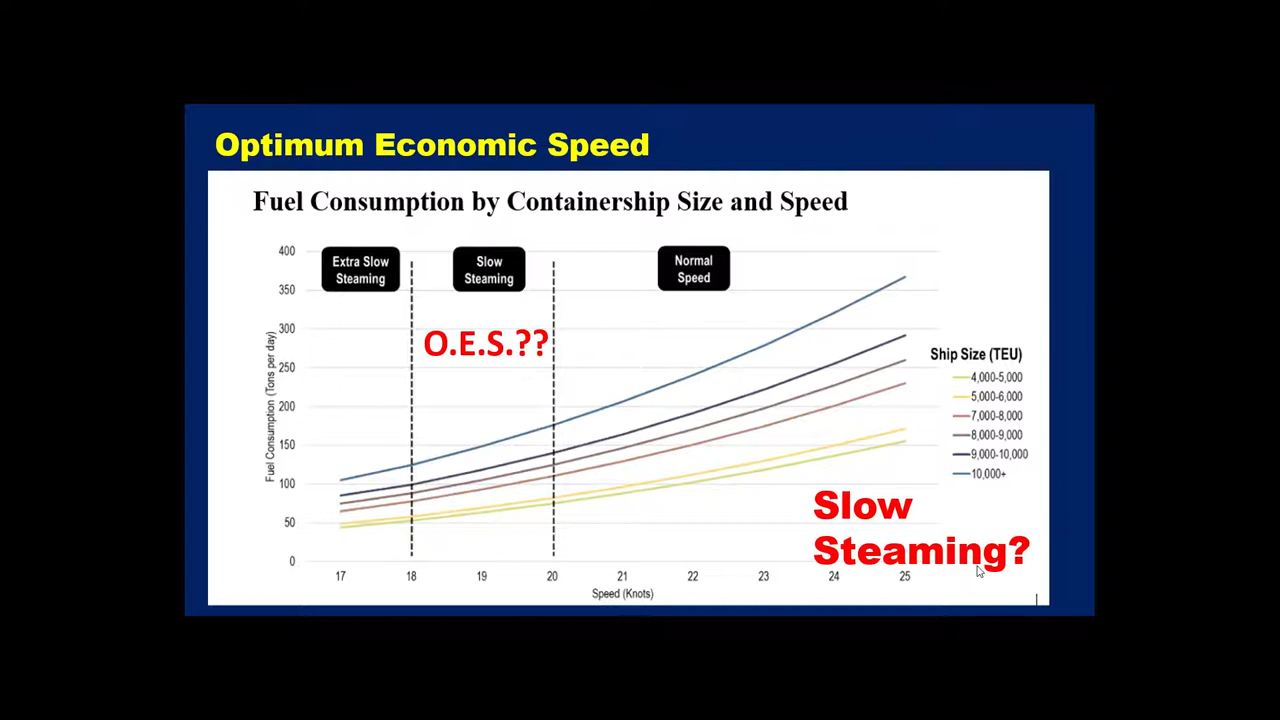 Optimum Economic Speed
Fuel Consumption by Containership Size and Speed
400
350
300
250
200
150
100
50
0
Fuel Consumption (Tons per day)
Extra Slow
Steaming
Slow
Steaming
Normal
Speed
O.E.S.??
Ship Size (TEU)
4,000-5,000
5,000-6,000
7,000-8,000
8,000-9,000
9,000-10,000
10,000+
Slow
Steaming?
17 18 19 20 21 22 23 24 25
Speed (Knots)